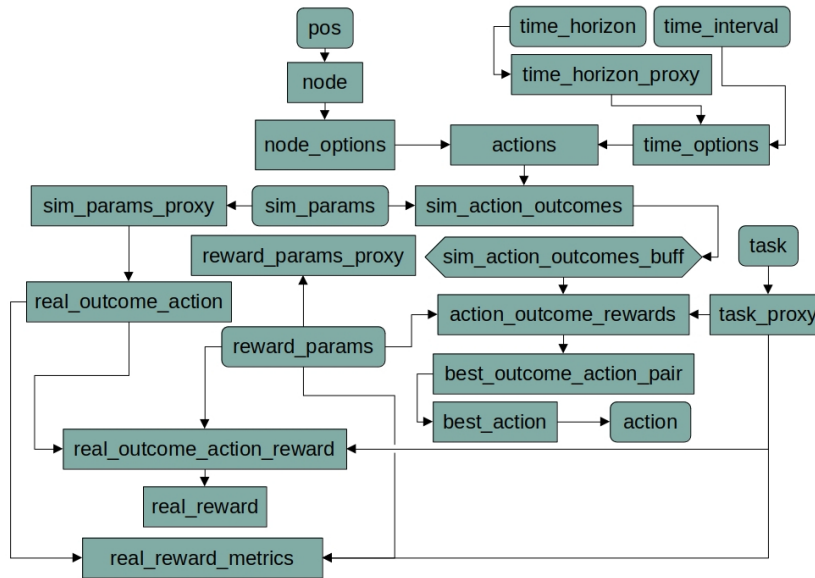 pos
time_horizon
time_interval
node
time_horizon_proxy
node_options
actions
time_options
sim_params_proxy
sim_params
sim_action_outcomes
reward_params_proxy
sim_action_outcomes_buff
task
real_outcome_action
action_outcome_rewards
task_proxy
reward_params
best_outcome_action_pair
best_action
action
real_outcome_action_reward
real_reward
real_reward_metrics